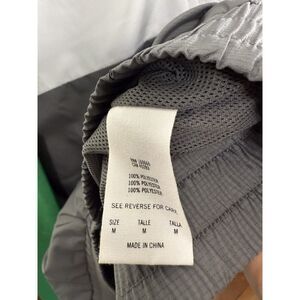 100% POLYESTER
100% POLYESTER
100% POLYESTER
SEE REVERSE FOR CARE
SIZE TALLE TALLA
M M M
MADE IN CHINA